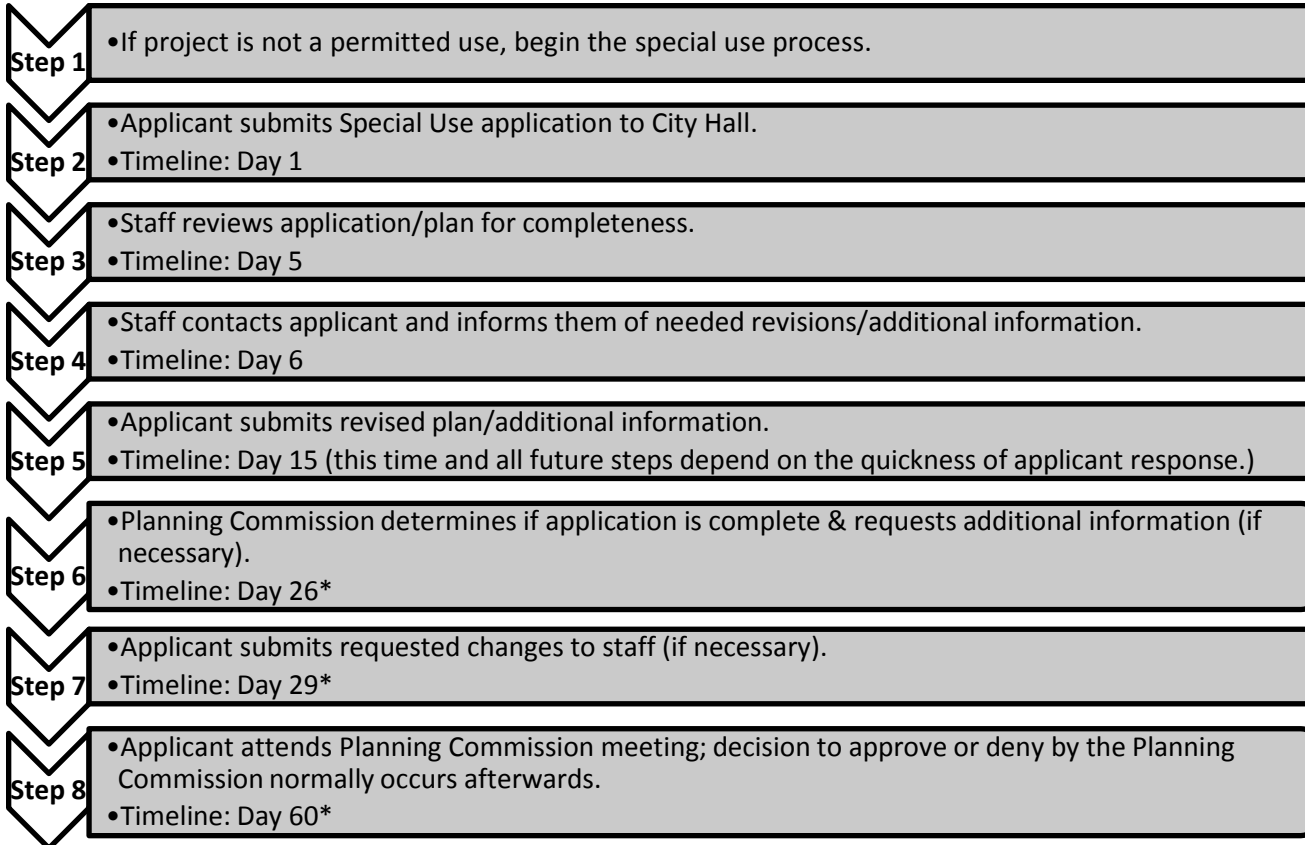 Step 1
•If project is not a permitted use, begin the special use process.
Step 2
•Applicant submits Special Use application to City Hall.
•Timeline: Day 1
Step 3
•Staff reviews application/plan for completeness.
•Timeline: Day 5
Step 4
•Staff contacts applicant and informs them of needed revisions/additional information.
•Timeline: Day 6
Step 5
•Applicant submits revised plan/additional information.
•Timeline: Day 15 (this time and all future steps depend on the quickness of applicant response.)
Step 6
•Planning Commission determines if application is complete & requests additional information (if
necessary).
•Timeline: Day 26*
Step 7
•Applicant submits requested changes to staff (if necessary).
•Timeline: Day 29*
Step 8
•Applicant attends Planning Commission meeting; decision to approve or deny by the Planning
Commission normally occurs afterwards.
•Timeline: Day 60*